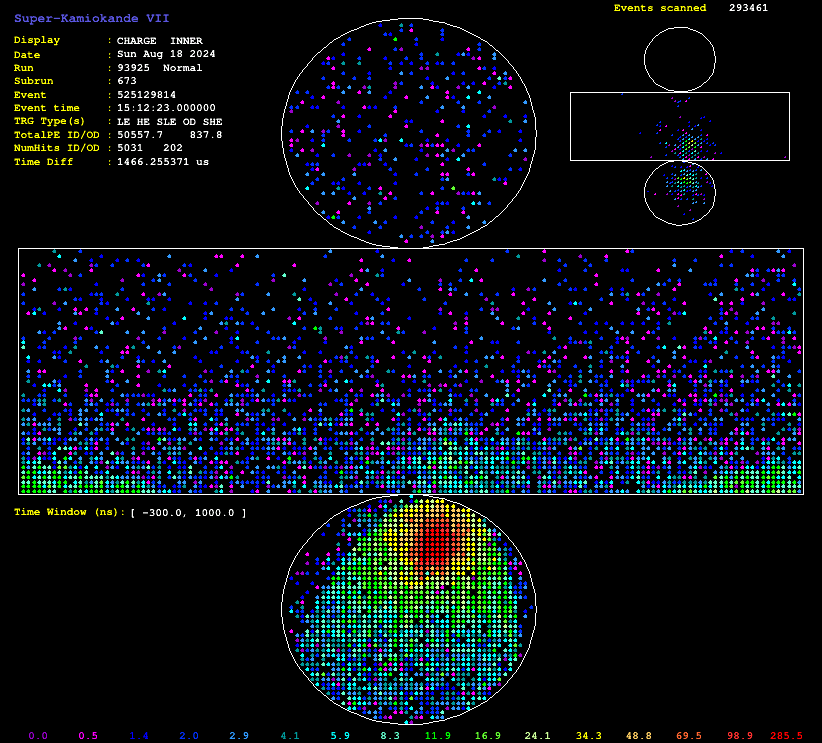 Super-Kamiokande VII
Events scanned 293461
Display : CHARGE INNER
Date : Sun Aug 18 2024
Run : 93925 Normal
Subrun : 673
Event : 525129814
Event time : 15:12:23.000000
TRG Type(s) : LE HE SLE OD SHE
TotalPE ID/OD : 50557.7 837.8
NumHits ID/OD : 5031 202
Time Diff : 1466.255371 us
Time Window (ns): [ -300.0, 1000.0 ]
0.0 0.5 1.4 2.0 2.9 4.1 5.9 8.3 11.9 16.9 24.1 34.3 48.8 69.5 98.9 285.5